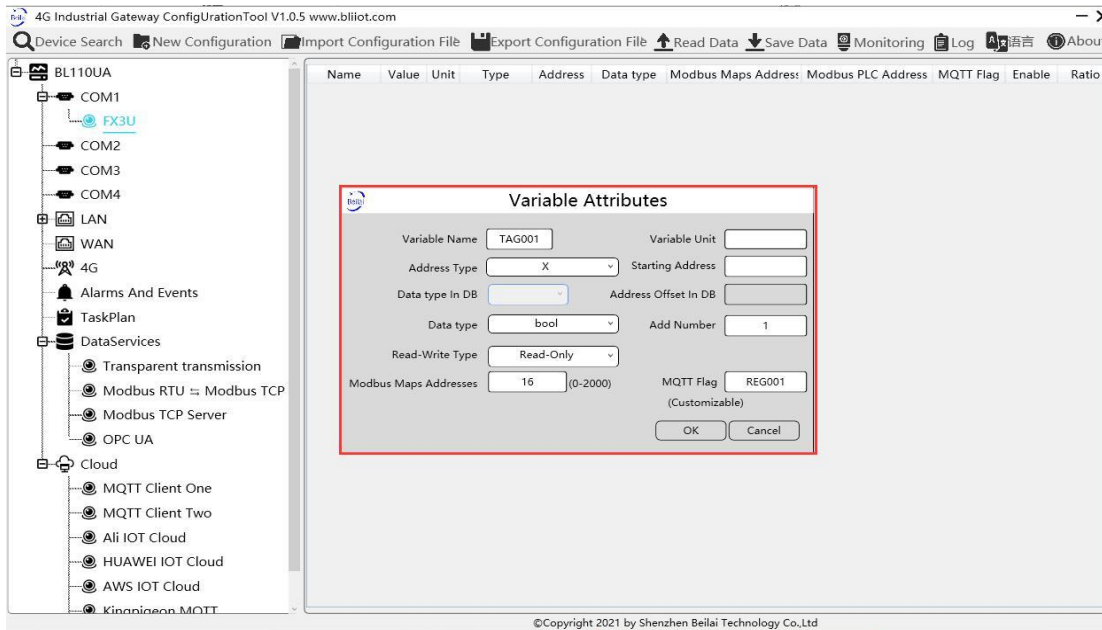 4G Industrial Gateway ConfigUrationTool V1.0.5 www.bliiot.com
Device Search New Configuration Import Configuration File Export Configuration File Read Data Save Data Monitoring Log 语言 Abou
BL110UA
COM1
FX3U
COM2
COM3
COM4
LAN
WAN
4G
Alarms And Events
TaskPlan
DataServices
Transparent transmission
Modbus RTU ⇆ Modbus TCP
Modbus TCP Server
OPC UA
Cloud
MQTT Client One
MQTT Client Two
Ali IOT Cloud
HUAWEI IOT Cloud
AWS IOT Cloud
Kingpigeon MQTT
Name Value Unit Type Address Data type Modbus Maps Address Modbus PLC Address MQTT Flag Enable Ratio
Beilai
Variable Attributes
Variable Name TAG001 Variable Unit
Address Type X Starting Address
Data type In DB Address Offset In DB
Data type bool Add Number 1
Read-Write Type Read-Only
Modbus Maps Addresses 16 (0-2000) MQTT Flag REG001
(Customizable)
OK Cancel
©Copyright 2021 by Shenzhen Beilai Technology Co.,Ltd